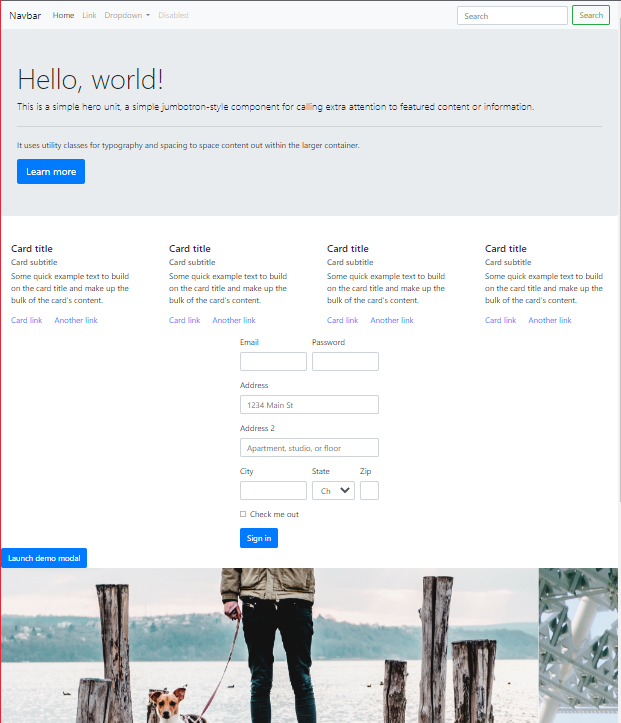 Navbar Home Link Dropdown Disabled Search Search
Hello, world!
This is a simple hero unit, a simple jumbotron-style component for calling extra attention to featured content or information.
It uses utility classes for typography and spacing to space content out within the larger container.
Learn more
Card title
Card subtitle
Some quick example text to build
on the card title and make up the
bulk of the card's content.
Card link Another link
Card title
Card subtitle
Some quick example text to build
on the card title and make up the
bulk of the card's content.
Card link Another link
Card title
Card subtitle
Some quick example text to build
on the card title and make up the
bulk of the card's content.
Card link Another link
Card title
Card subtitle
Some quick example text to build
on the card title and make up the
bulk of the card's content.
Card link Another link
Email Password
Address
1234 Main St
Address 2
Apartment, studio, or floor
City State Zip
Ch
Check me out
Sign in
Launch demo modal